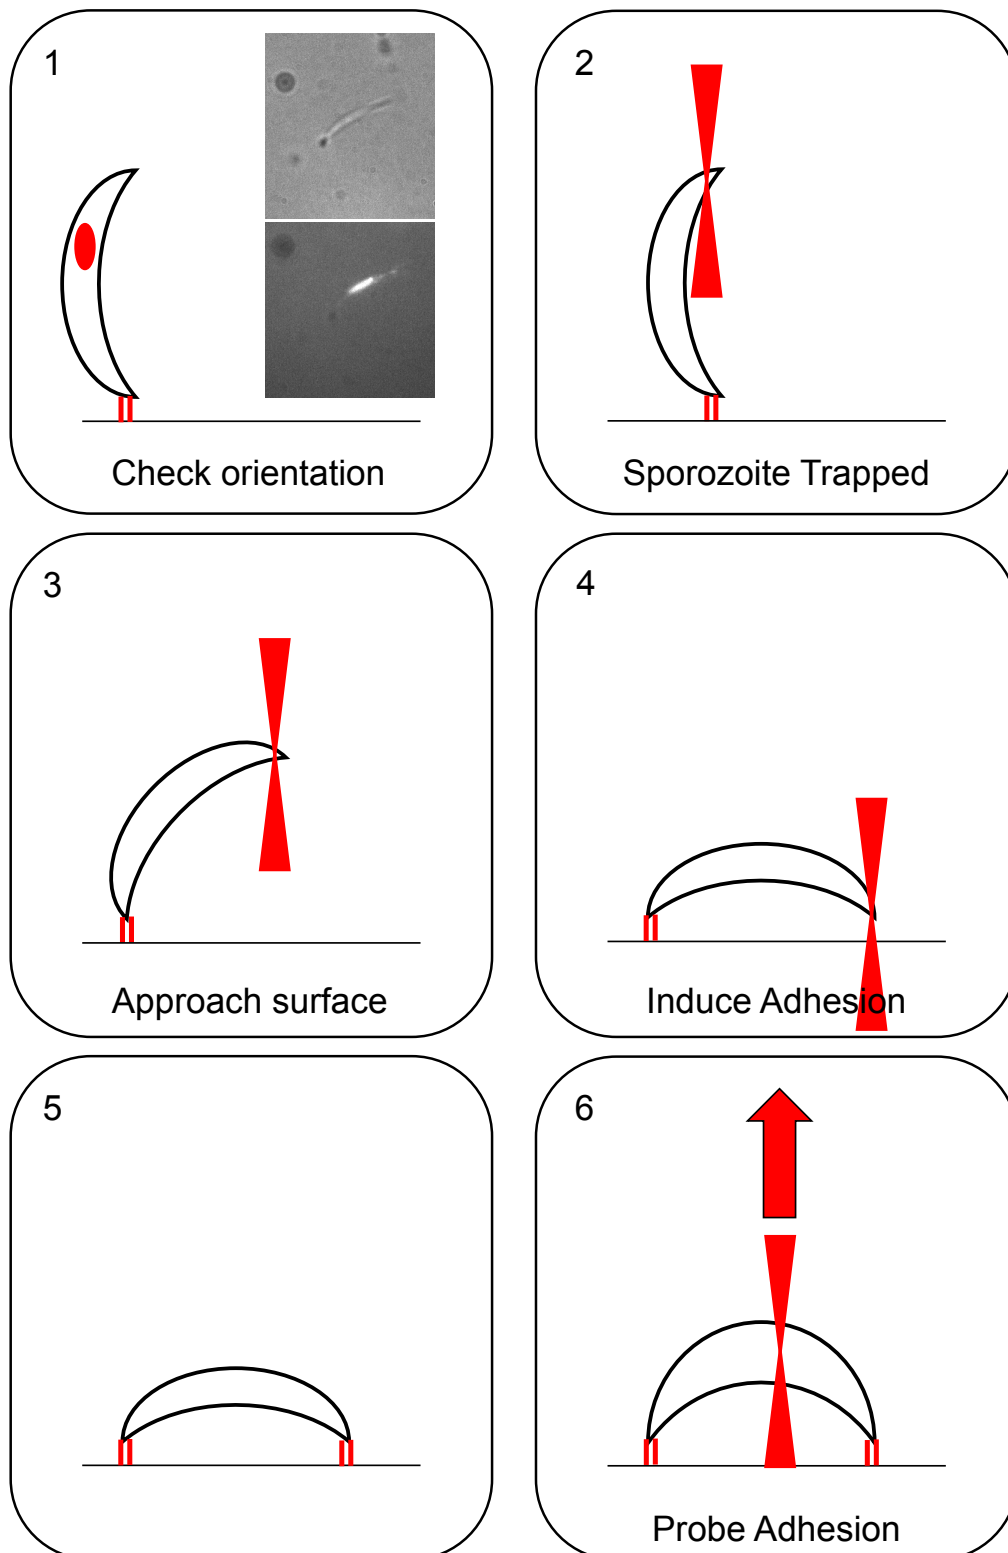 1
Check orientation
2
Sporozoite Trapped
3
Approach surface
4
Induce Adhesion
5
6
Probe Adhesion